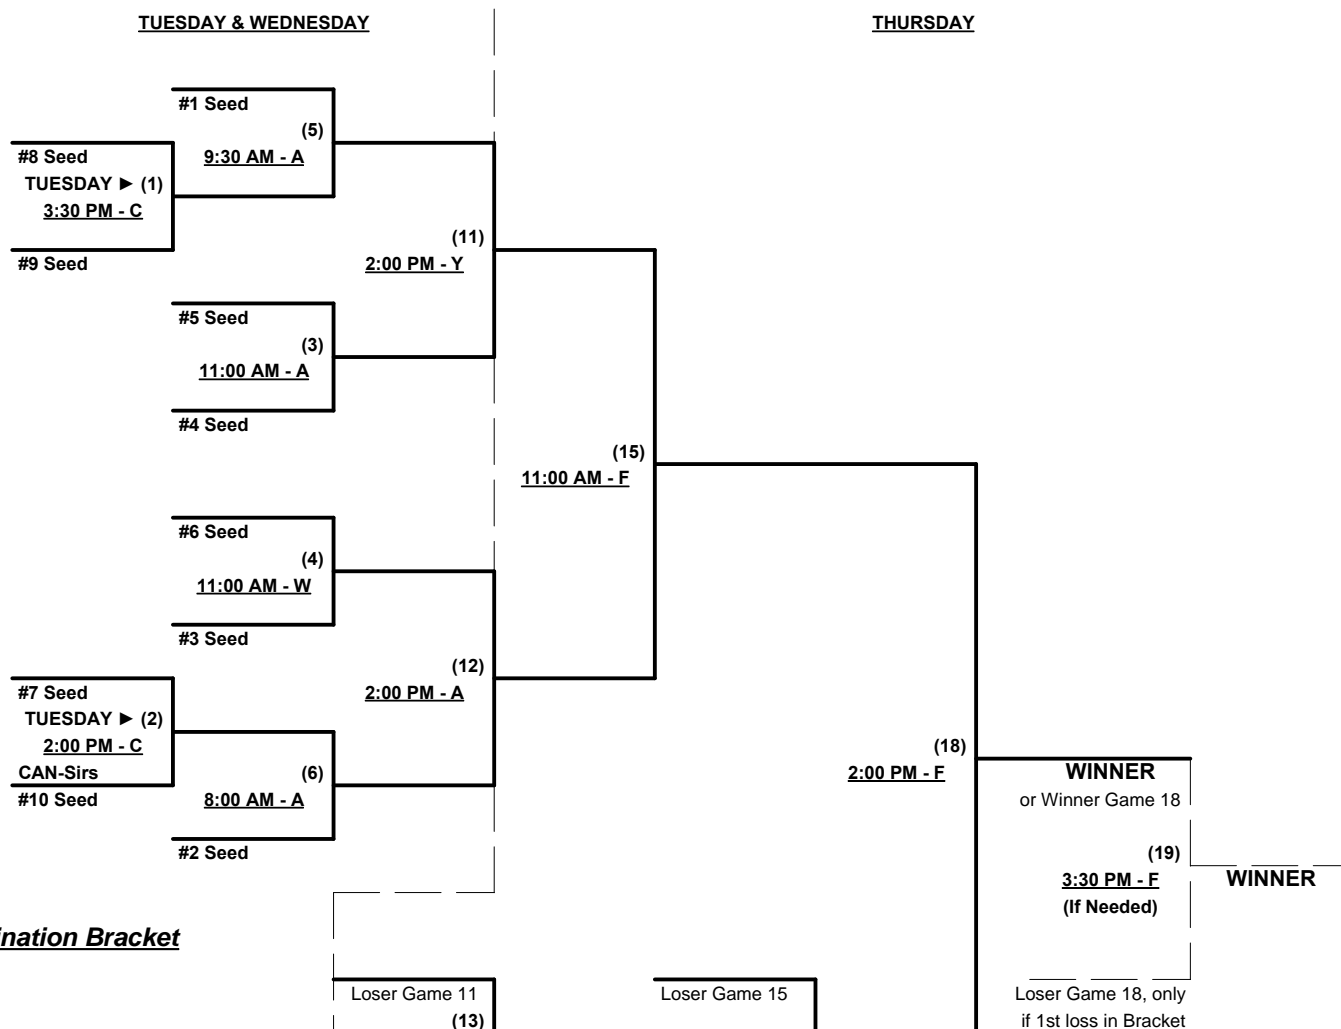 TUESDAY & WEDNESDAY
THURSDAY
#1 Seed
(5)
9:30 AM - A
#8 Seed
TUESDAY ► (1)
3:30 PM - C
#9 Seed
(11)
2:00 PM - Y
#5 Seed
(3)
11:00 AM - A
#4 Seed
(15)
11:00 AM - F
#6 Seed
(4)
11:00 AM - W
#3 Seed
(12)
2:00 PM - A
#7 Seed
TUESDAY ► (2)
2:00 PM - C
CAN-Sirs
#10 Seed
(6)
8:00 AM - A
#2 Seed
(18)
2:00 PM - F
WINNER
or Winner Game 18
(19)
3:30 PM - F
(If Needed)
WINNER
ination Bracket
Loser Game 11
(13)
Loser Game 15
Loser Game 18, only
if 1st loss in Bracket